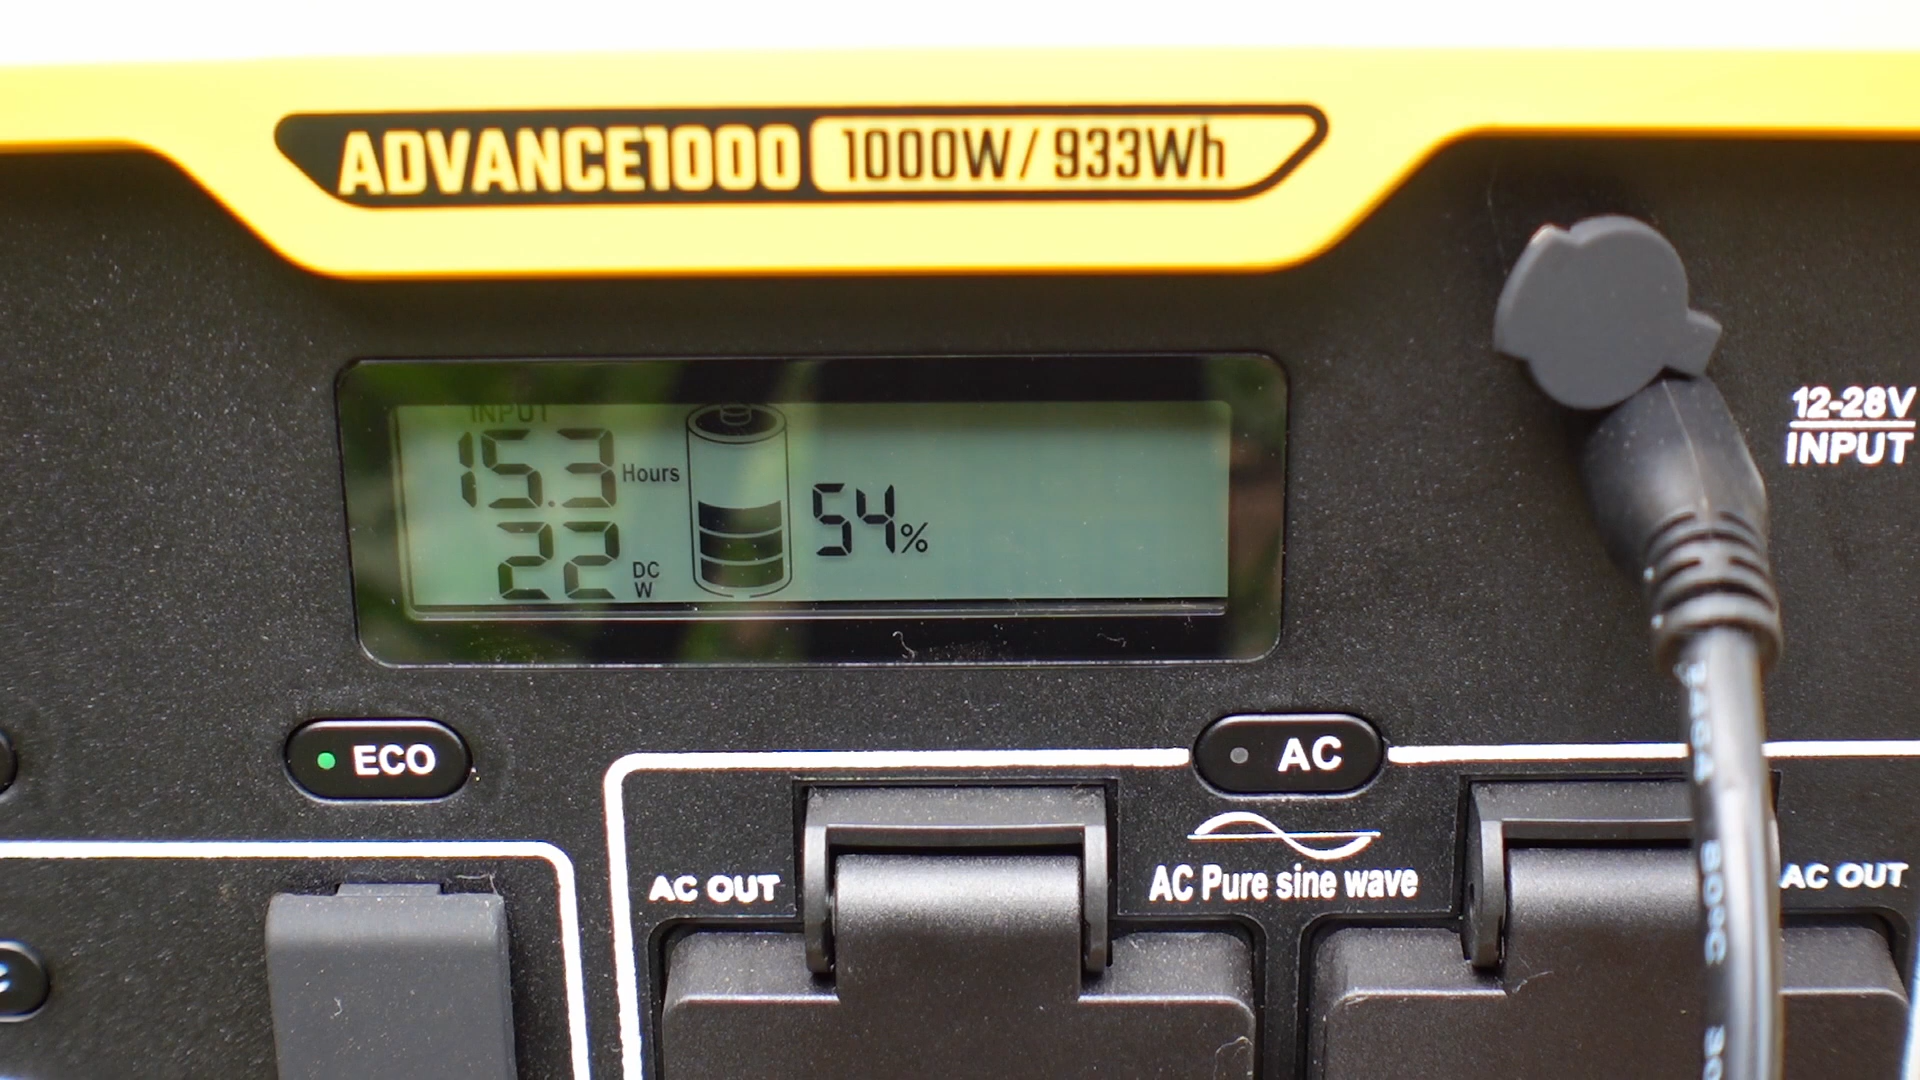 ADVANCE1000 1000W/933Wh
INPUT
15.3 Hours
22 DC W
54%
12-28V
INPUT
ECO
AC
AC OUT
AC Pure sine wave
AC OUT